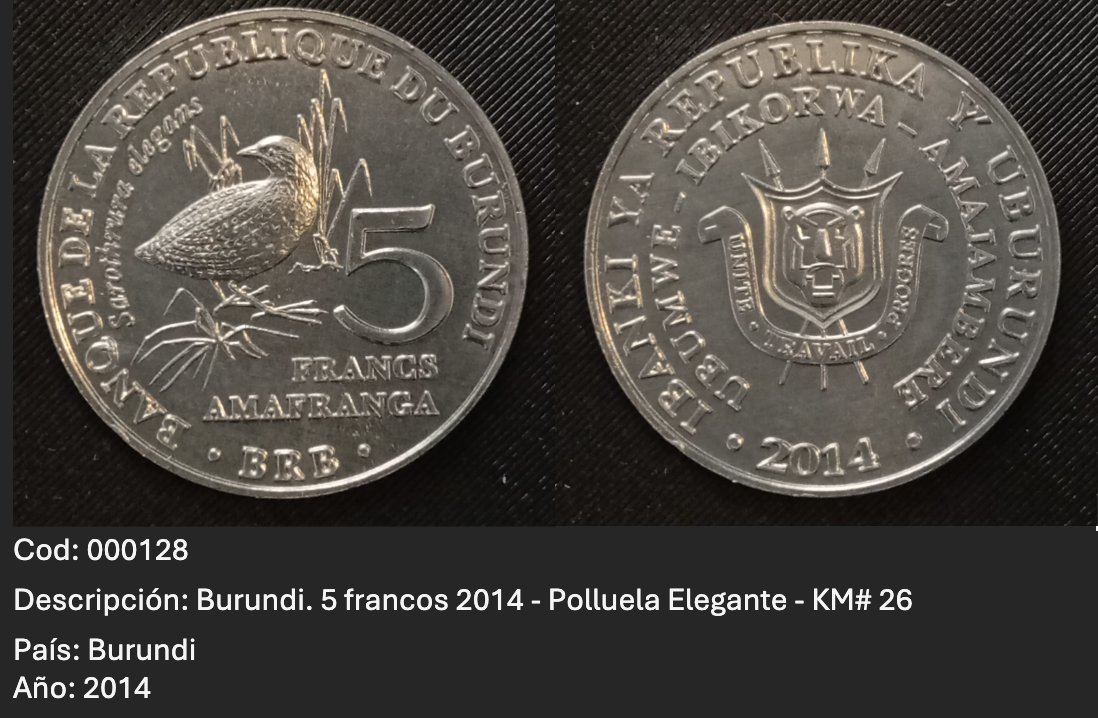 BANQUE DE LA REPUBLIQUE DU BURUNDI
Sarothrura elegans
5
FRANCS
AMAFRANGA
• BRB •
IBANKI YA REPUBLIKA Y' UBURUNDI
UBUMWE - IBIKORWA - AMAJAMBERE
UNITE • TRAVAIL • PROGRES
• 2014 •
Cod: 000128
Descripción: Burundi. 5 francos 2014 - Polluela Elegante - KM# 26
País: Burundi
Año: 2014